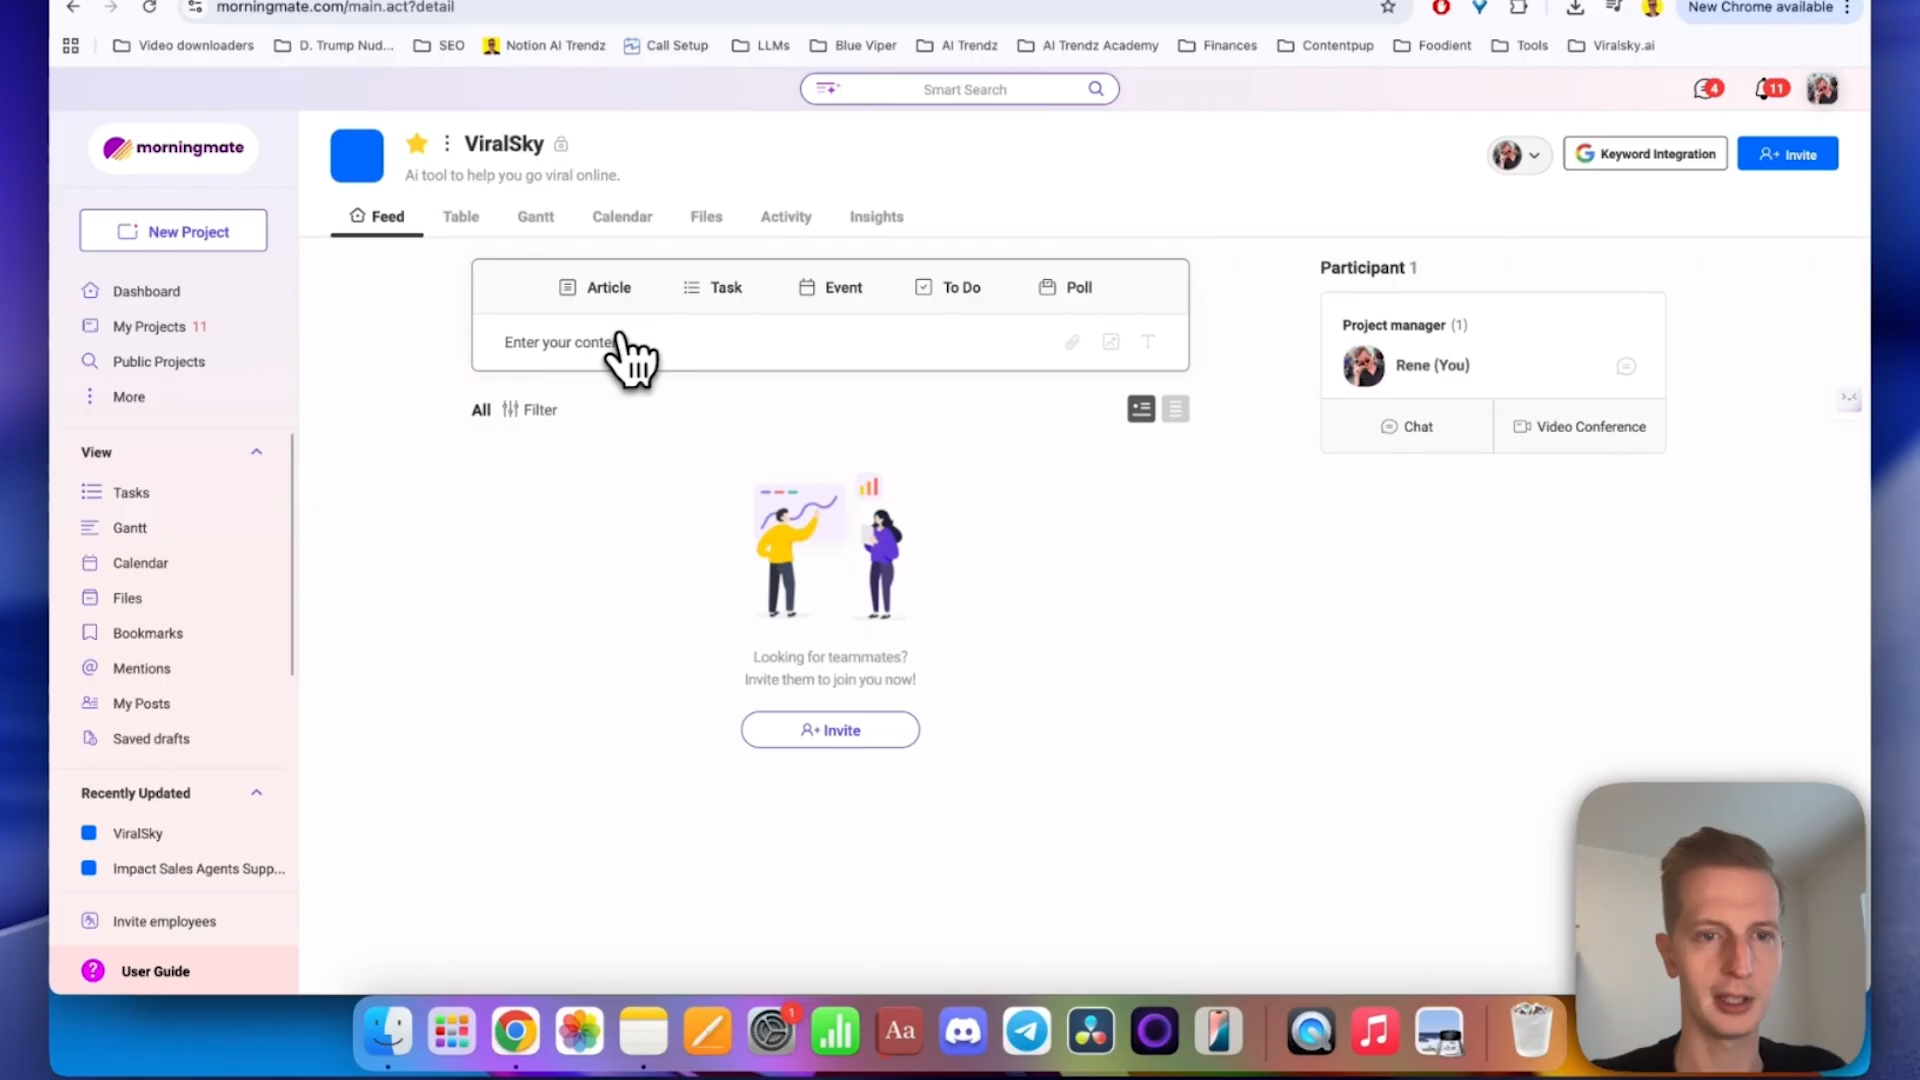 morningmate.com/main.act?detail
New Chrome available
Video downloaders
D. Trump Nud...
SEO
Notion AI Trendz
Call Setup
LLMs
Blue Viper
AI Trendz
AI Trendz Academy
Finances
Contentpup
Foodient
Tools
Viralsky.ai
Smart Search
4
11
morningmate
New Project
Dashboard
My Projects 11
Public Projects
More
View
Tasks
Gantt
Calendar
Files
Bookmarks
Mentions
My Posts
Saved drafts
Recently Updated
ViralSky
Impact Sales Agents Supp...
Invite employees
? User Guide
ViralSky
Ai tool to help you go viral online.
Keyword Integration
Invite
Feed
Table
Gantt
Calendar
Files
Activity
Insights
Article
Task
Event
To Do
Poll
Enter your conte
All
Filter
Looking for teammates?
Invite them to join you now!
Invite
Participant 1
Project manager (1)
Rene (You)
Chat
Video Conference
1
Aa